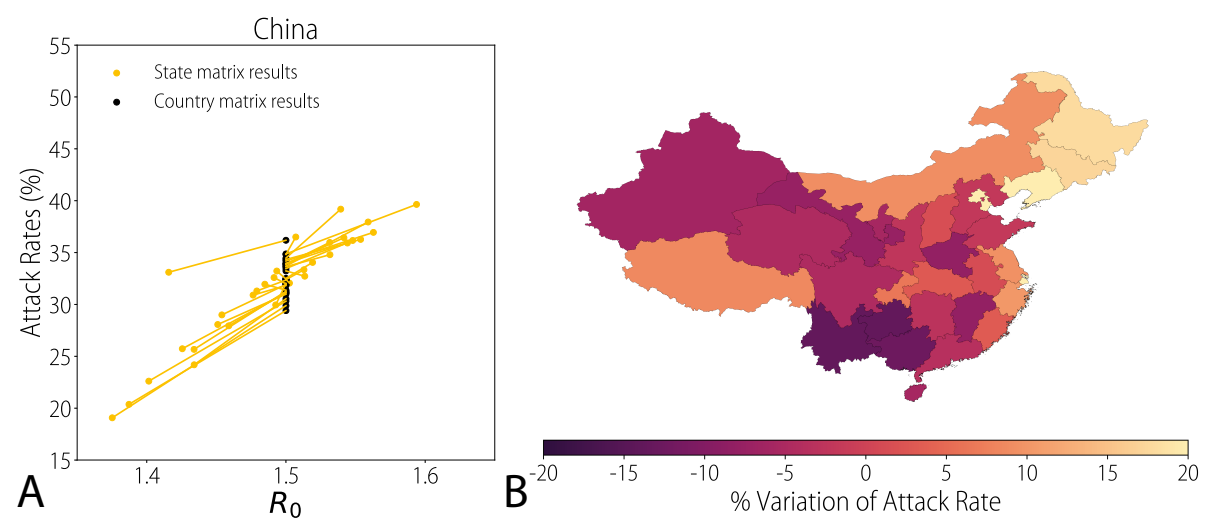 China
55
50
45
40
35
30
25
20
15
Attack Rates (%)
State matrix results
Country matrix results
1.4
1.5
1.6
R0
A
-20
-15
-10
-5
0
5
10
15
20
% Variation of Attack Rate
B